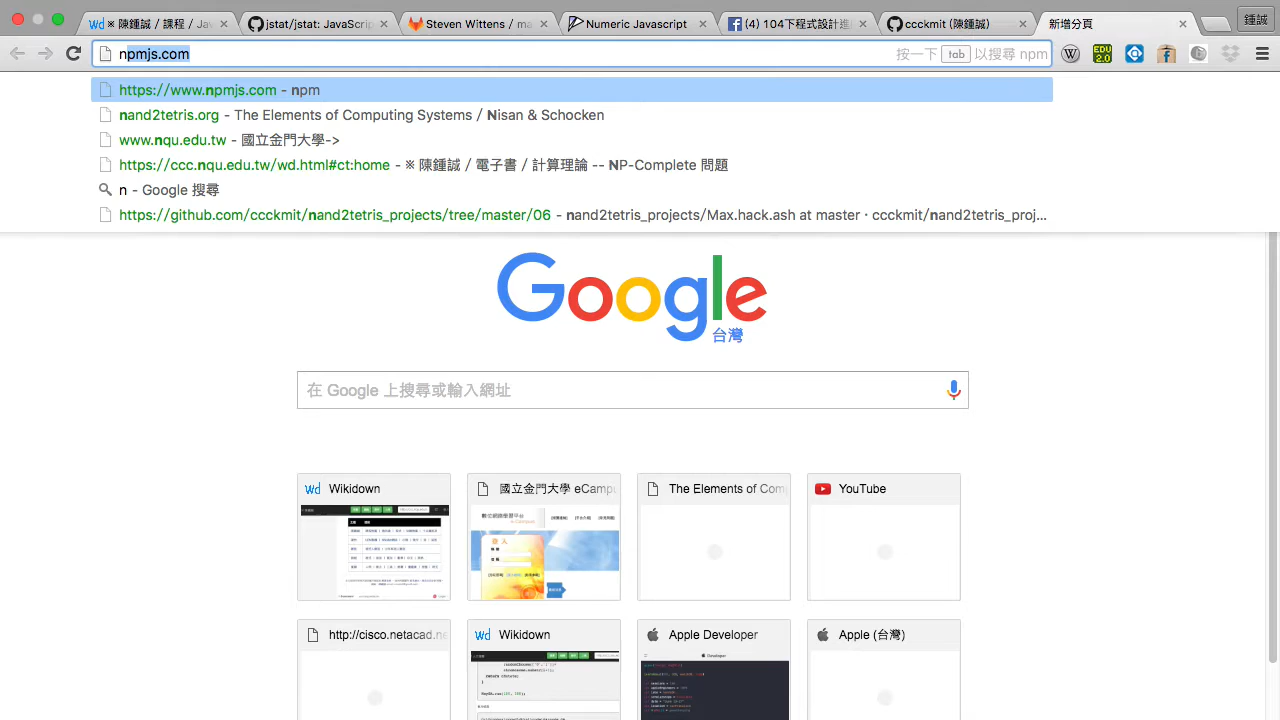 ※ 陳鍾誠 / 課程 / Jav
jstat/jstat: Javascrip
Steven Wittens / ma
Numeric Javascript
(4) 104下程式設計(
ccckmit (陳鍾誠)
新增分頁
鍾誠
npmjs.com
按一下 tab 以搜尋 npm
https://www.npmjs.com - npm
nand2tetris.org - The Elements of Computing Systems / Nisan & Schocken
www.nqu.edu.tw - 國立金門大學->
https://ccc.nqu.edu.tw/wd.html#ct:home - ※ 陳鍾誠 / 電子書 / 計算理論 -- NP-Complete 問題
n - Google 搜尋
https://github.com/ccckmit/nand2tetris_projects/tree/master/06 - nand2tetris_projects/Max.hack.ash at master · ccckmit/nand2tetris_proj...
Google
台灣
在 Google 上搜尋或輸入網址
Wikidown
國立金門大學 eCampu
The Elements of Com
YouTube
http://cisco.netacad.ne
Wikidown
Apple Developer
Apple (台灣)